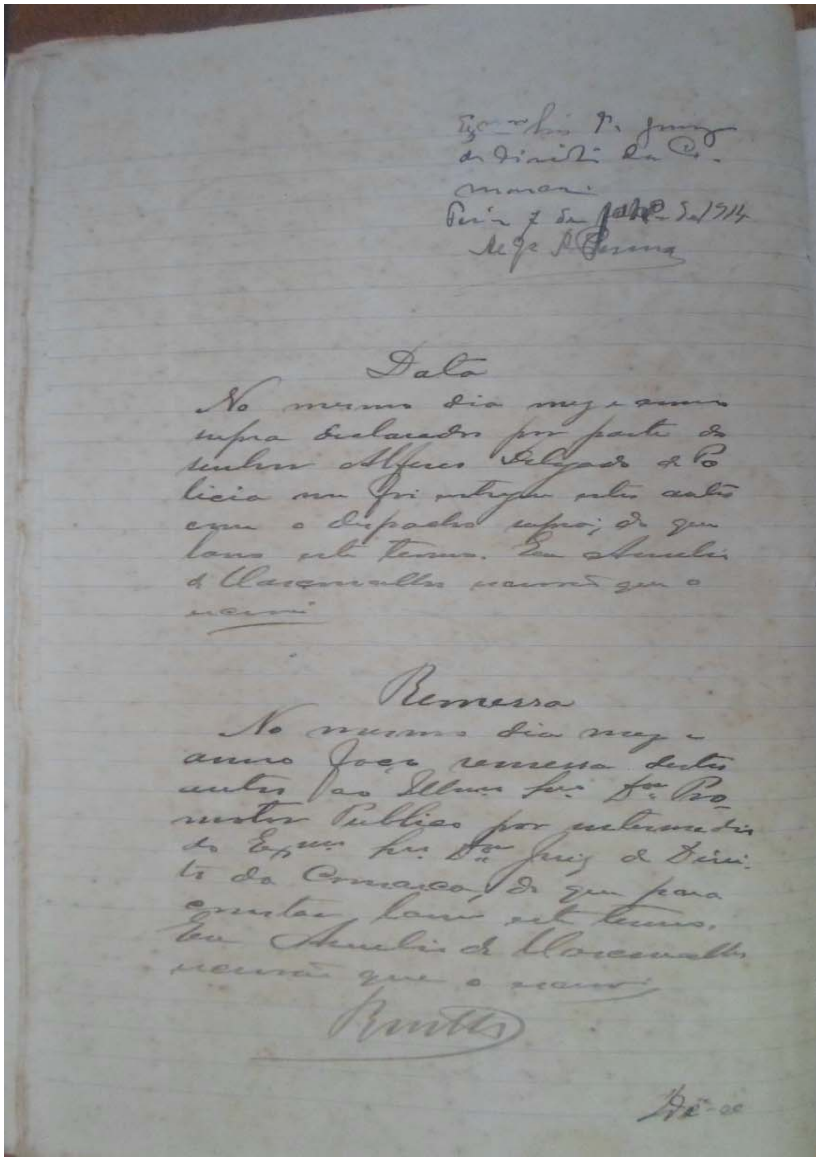 Exmo Snr Dr Juiz
de Direito da Co-
marca.
7 de de 1914
Data
No mesmo dia mez e anno
supra declarados por parte do
senhor Alferes Delegado de Po
licia me foi entregue estes autos
com o despacho supra; do que
lavro este termo. Eu Aurelio
de Vasconcellos escrivão que o
escrevi
Remessa
No mesmo dia mez e
anno faço remessa destes
autos ao Illmo Snr Dor Pro-
motor Publico por intermedio
do Exmo Snr Dor Juiz de Direi-
to da Comarca, do que para
constar lavro este termo.
Eu Aurelio de Vasconcellos
escrivão que o escrevi